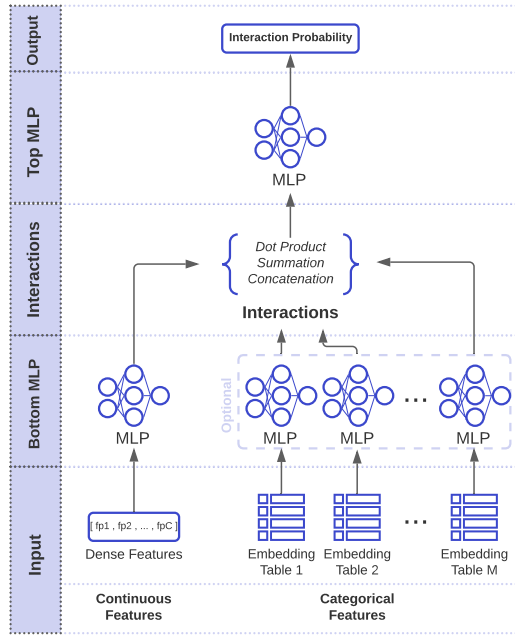 Output
Interaction Probability
Top MLP
MLP
Interactions
Dot Product
Summation
Concatenation
Interactions
Bottom MLP
Optional
MLP
MLP
MLP
...
MLP
Input
[ fp1 , fp2 , ... , fpC ]
Dense Features
Embedding
Table 1
Embedding
Table 2
...
Embedding
Table M
Continuous
Features
Categorical
Features